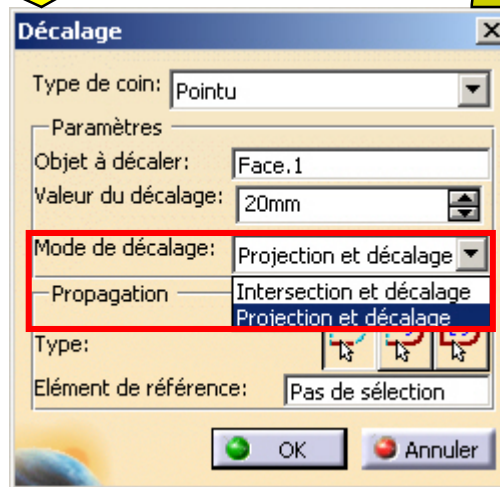 Décalage
Type de coin: Pointu
Paramètres
Objet à décaler: Face.1
Valeur du décalage: 20mm
Mode de décalage: Projection et décalage
Propagation Intersection et décalage
Projection et décalage
Type:
Elément de référence: Pas de sélection
OK Annuler